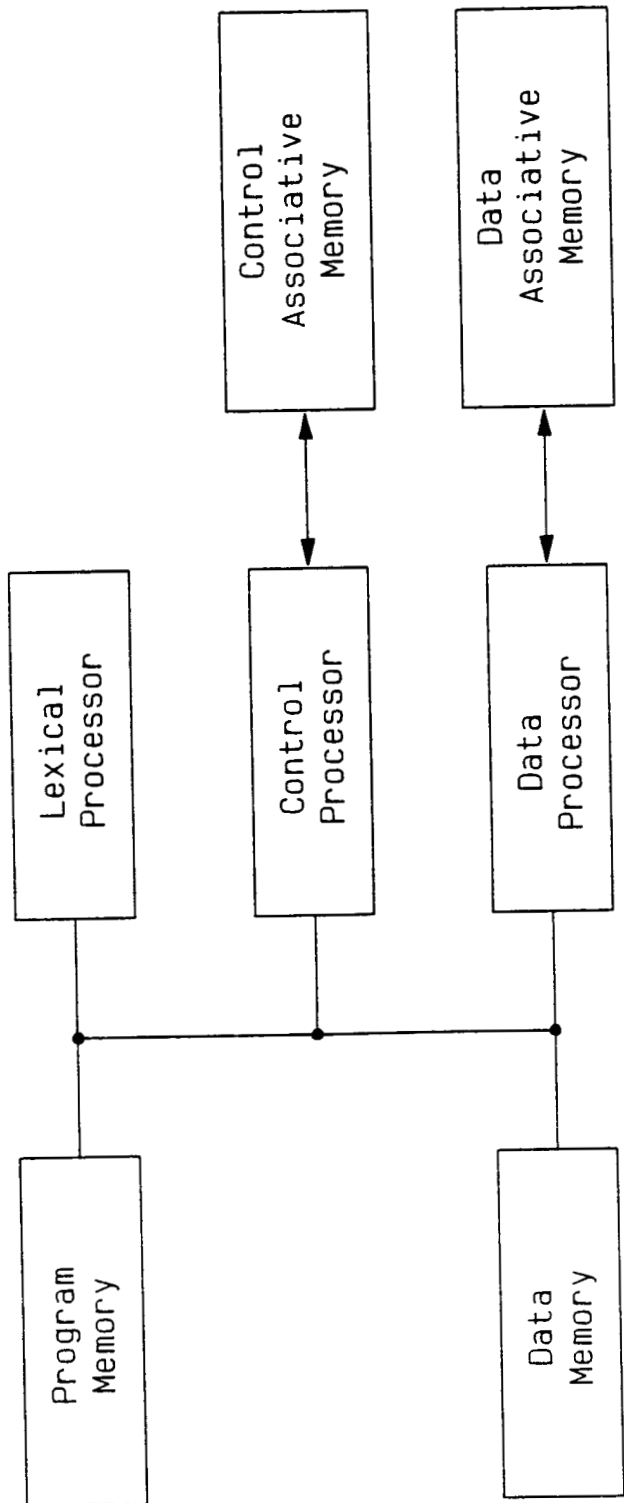 Program
Memory
Lexical
Processor
Control
Processor
Control
Associative
Memory
Data
Memory
Data
Processor
Data
Associative
Memory